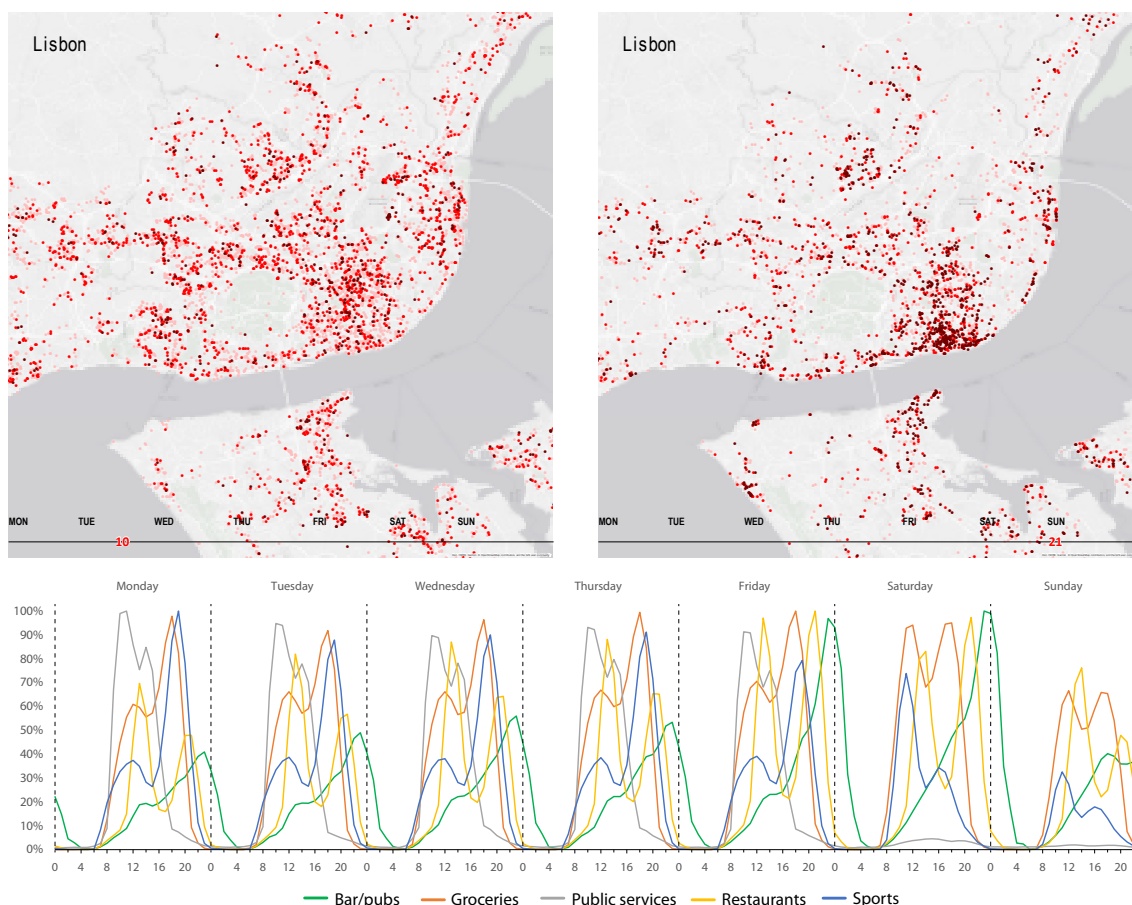 Lisbon
Lisbon
MON TUE WED THU FRI SAT SUN
10
MON TUE WED THU FRI SAT SUN
21
Monday Tuesday Wednesday Thursday Friday Saturday Sunday
100%
90%
80%
70%
60%
50%
40%
30%
20%
10%
0%
0 4 8 12 16 20 0 4 8 12 16 20 0 4 8 12 16 20 0 4 8 12 16 20 0 4 8 12 16 20 0 4 8 12 16 20 0 4 8 12 16 20
Bar/pubs Groceries Public services Restaurants Sports